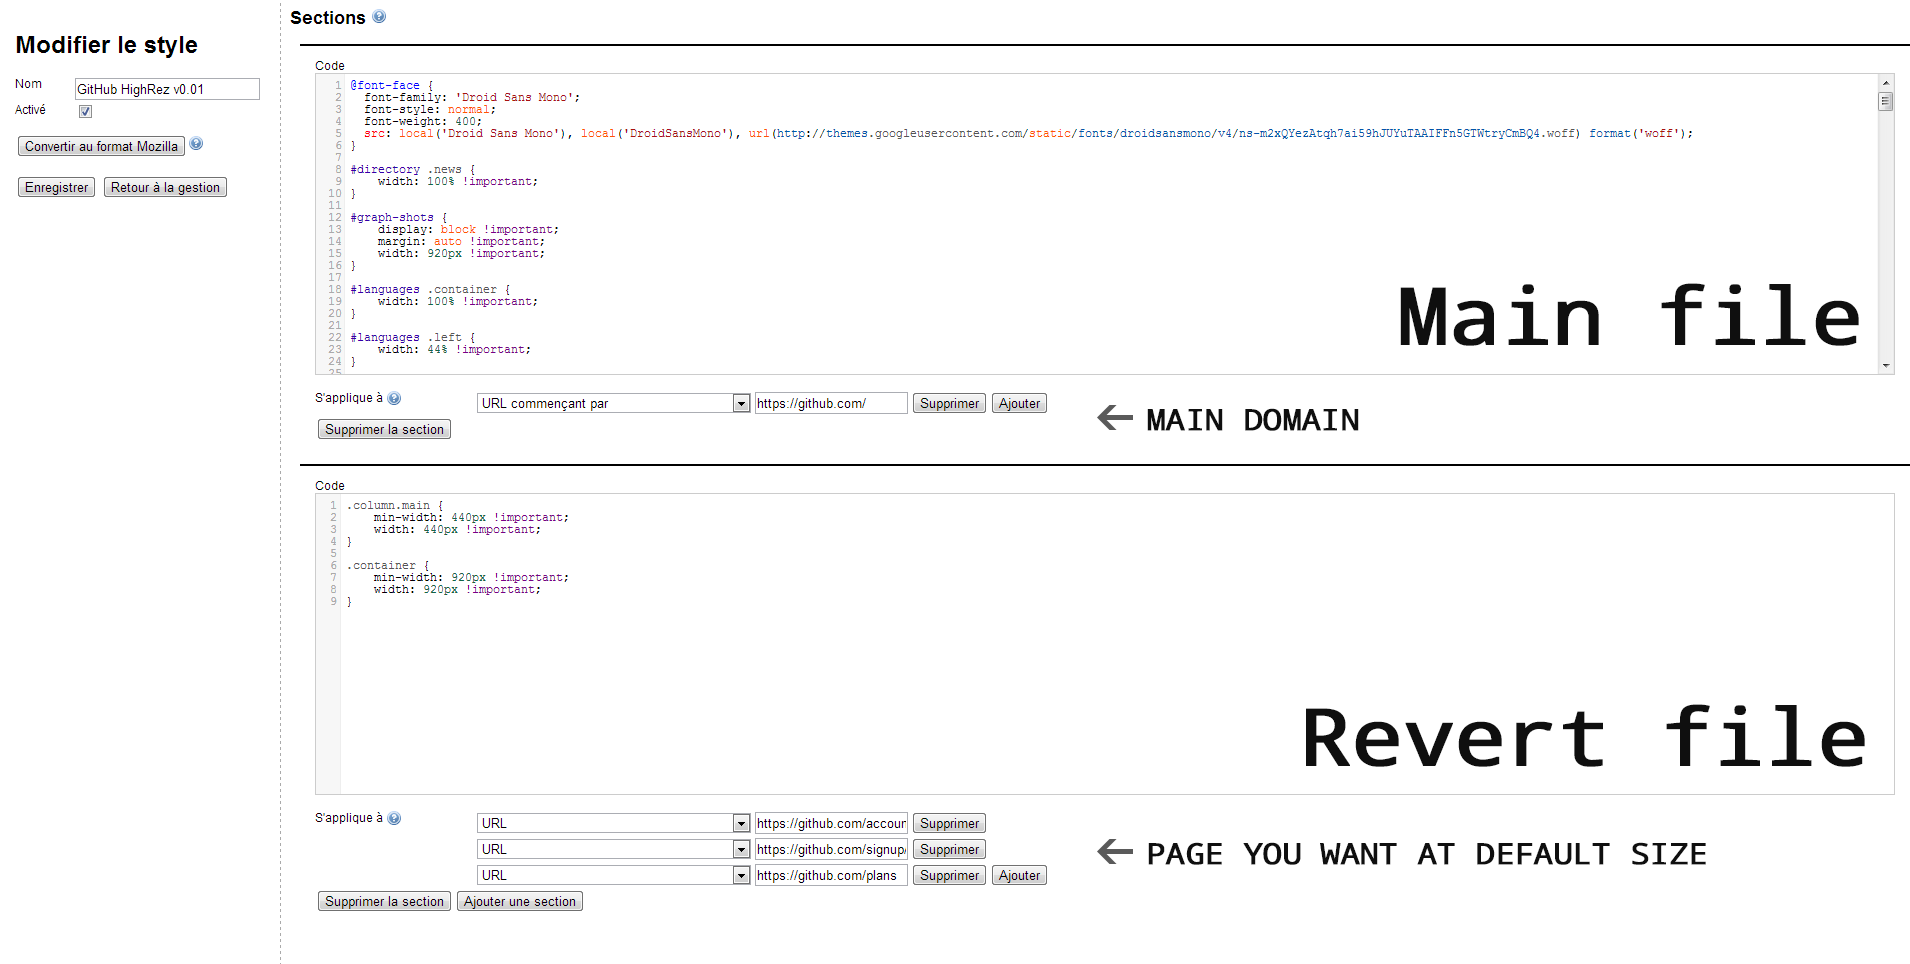 Modifier le style
Nom GitHub HighRez v0.01
Activé
Convertir au format Mozilla
Enregistrer Retour à la gestion
Sections
Code
1 @font-face {
2 font-family: 'Droid Sans Mono';
3 font-style: normal;
4 font-weight: 400;
5 src: local('Droid Sans Mono'), local('DroidSansMono'), url(http://themes.googleusercontent.com/static/fonts/droidsansmono/v4/ns-m2xQYezAtqh7ai59hJUYuTAAIFFn5GTWtryCmBQ4.woff) format('woff');
6 }
7
8 #directory .news {
9 width: 100% !important;
10 }
11
12 #graph-shots {
13 display: block !important;
14 margin: auto !important;
15 width: 920px !important;
16 }
17
18 #languages .container {
19 width: 100% !important;
20 }
21
22 #languages .left {
23 width: 44% !important;
24 }
25
Main file
S'applique à URL commençant par https://github.com/ Supprimer Ajouter
← MAIN DOMAIN
Supprimer la section
Code
1 .column.main {
2 min-width: 440px !important;
3 width: 440px !important;
4 }
5
6 .container {
7 min-width: 920px !important;
8 width: 920px !important;
9 }
Revert file
S'applique à URL https://github.com/accour Supprimer
URL https://github.com/signup/ Supprimer
← PAGE YOU WANT AT DEFAULT SIZE
URL https://github.com/plans Supprimer Ajouter
Supprimer la section Ajouter une section